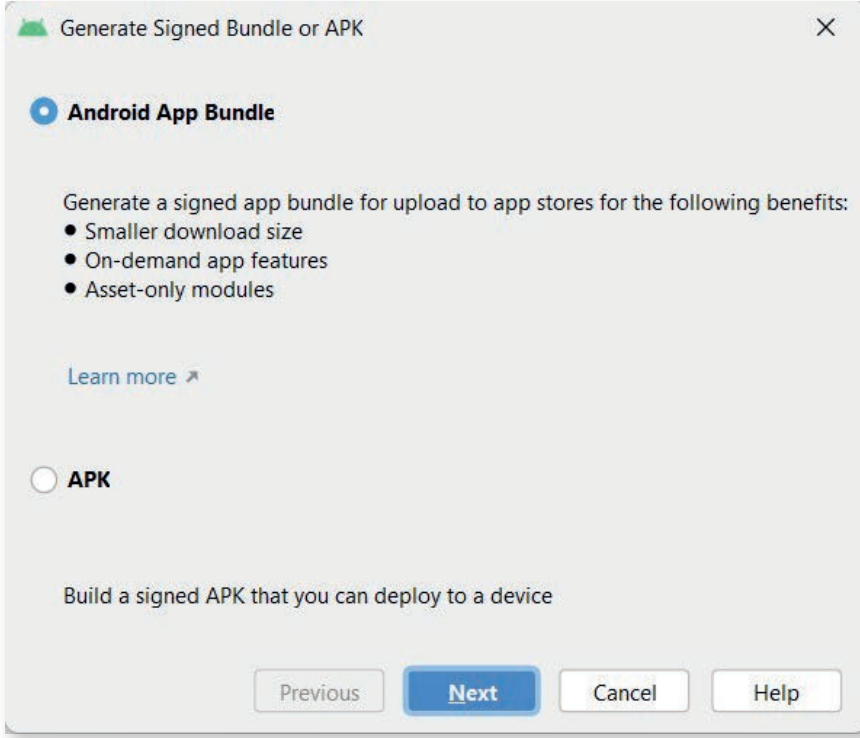 Generate Signed Bundle or APK
Android App Bundle
Generate a signed app bundle for upload to app stores for the following benefits:
• Smaller download size
• On-demand app features
• Asset-only modules
Learn more ↗
APK
Build a signed APK that you can deploy to a device
Previous Next Cancel Help